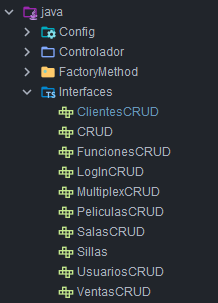 java
Config
Controlador
FactoryMethod
Interfaces
ClientesCRUD
CRUD
FuncionesCRUD
LogInCRUD
MultiplexCRUD
PeliculasCRUD
SalasCRUD
Sillas
UsuariosCRUD
VentasCRUD